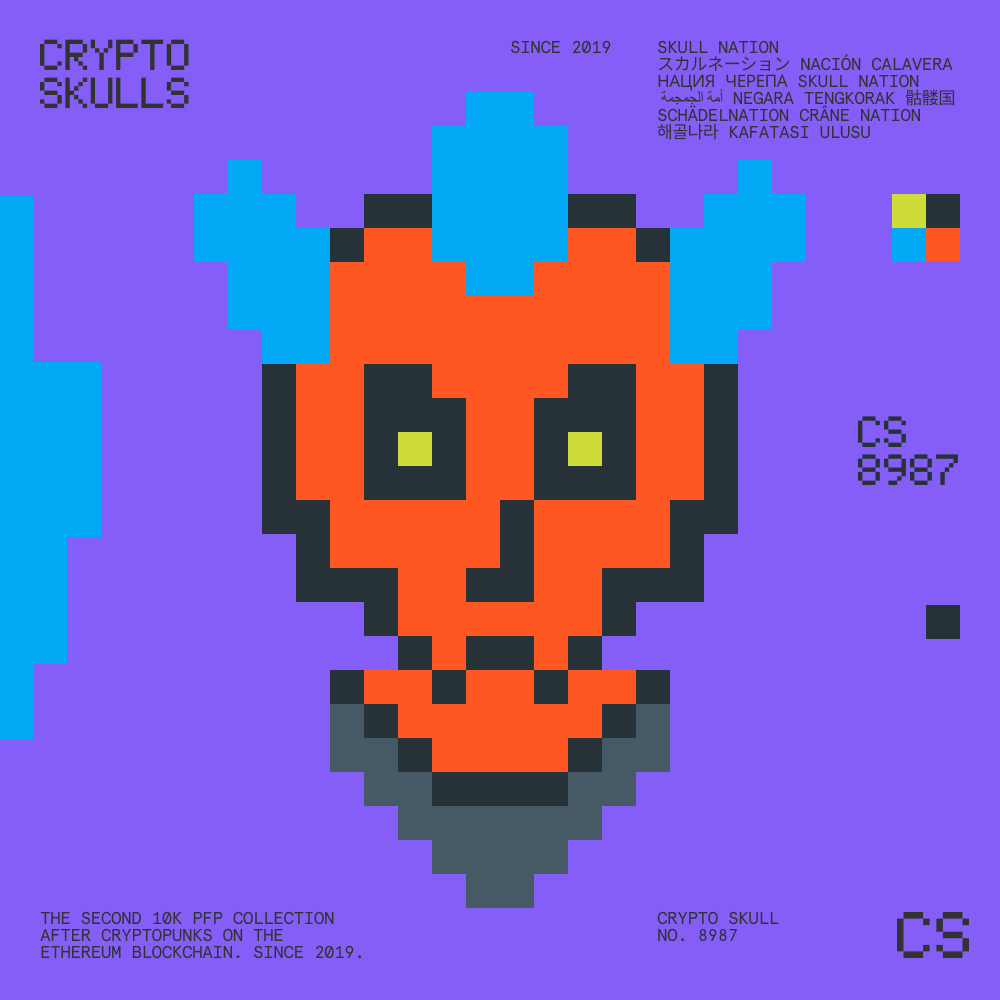 CRYPTO
SKULLS
SINCE 2019
SKULL NATION
スカルネーション NACIÓN CALAVERA
НАЦИЯ ЧЕРЕПА SKULL NATION
أمة الجمجمة NEGARA TENGKORAK 骷髅国
SCHÄDELNATION CRÂNE NATION
해골나라 KAFATASI ULUSU
CS
8987
THE SECOND 10K PFP COLLECTION
AFTER CRYPTOPUNKS ON THE
ETHEREUM BLOCKCHAIN. SINCE 2019.
CRYPTO SKULL
NO. 8987
CS